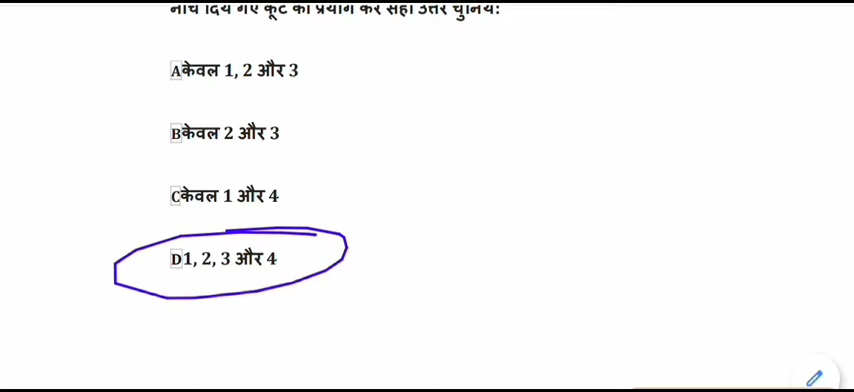 नीचे दिये गए कूट का प्रयोग कर सही उत्तर चुनिये:
Aकेवल 1, 2 और 3
Bकेवल 2 और 3
Cकेवल 1 और 4
D1, 2, 3 और 4